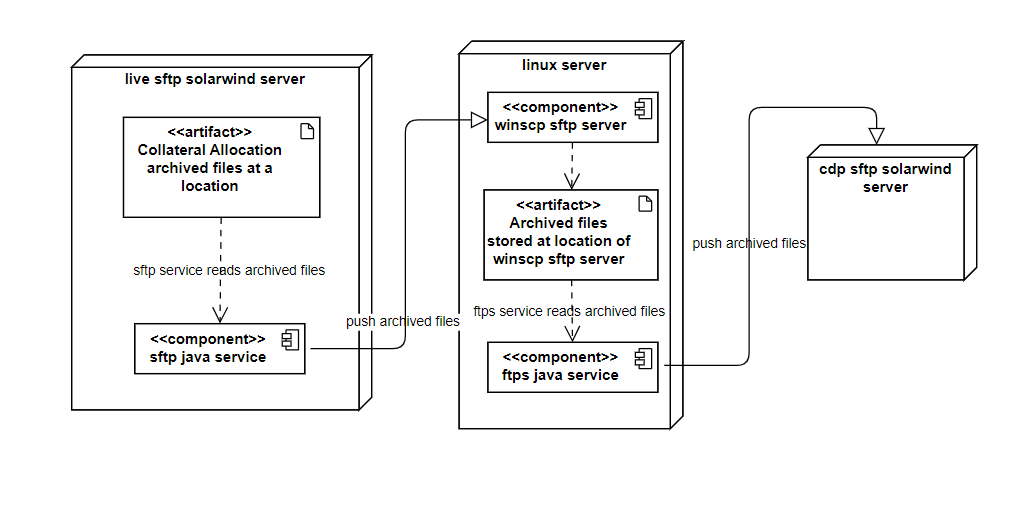 live sftp solarwind server
<<artifact>>
Collateral Allocation
archived files at a
location
sftp service reads archived files
<<component>>
sftp java service
push archived files
linux server
<<component>>
winscp sftp server
<<artifact>>
Archived files
stored at location of
winscp sftp server
ftps service reads archived files
<<component>>
ftps java service
push archived files
cdp sftp solarwind
server